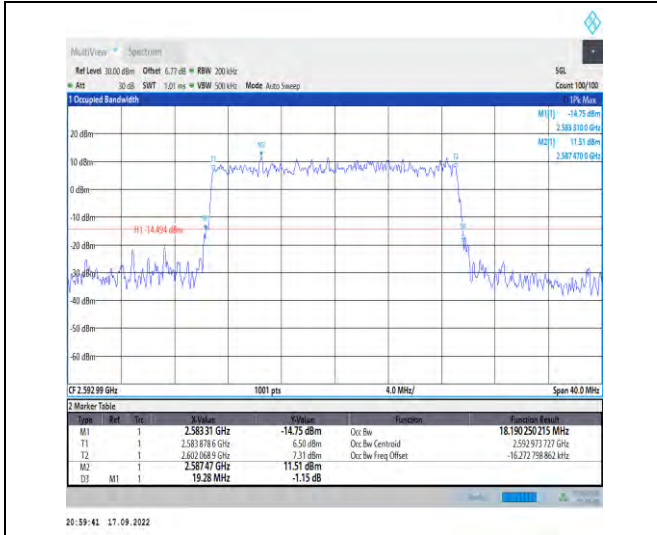 MultiView Spectrum
Ref Level 30.00 dBm Offset 6.77 dB RBW 200 kHz SGL
Att 30 dB SWT 1.01 ms VBW 500 kHz Mode Auto Sweep Count 100/100
1 Occupied Bandwidth 1Pk Max
M1[1] -14.75 dBm
2.583 310 0 GHz
20 dBm
M2[1] 11.51 dBm
2.587 470 0 GHz
M2
T1
T2
10 dBm
0 dBm
-10 dBm
H1 -14.494 dBm
-20 dBm
-30 dBm
-40 dBm
-50 dBm
-60 dBm
CF 2.592 99 GHz 1001 pts 4.0 MHz/ Span 40.0 MHz
2 Marker Table
Type Ref Trc X-Value Y-Value Function Function Result
M1 1 2.58331 GHz -14.75 dBm Occ Bw 18.190 250 215 MHz
T1 1 2.583 878 6 GHz 6.50 dBm Occ Bw Centroid 2.592 973 727 GHz
T2 1 2.602 068 9 GHz 7.31 dBm Occ Bw Freq Offset -16.272 798 862 kHz
M2 1 2.58747 GHz 11.51 dBm
D3 M1 1 19.28 MHz -1.15 dB
20:59:41 17.09.2022